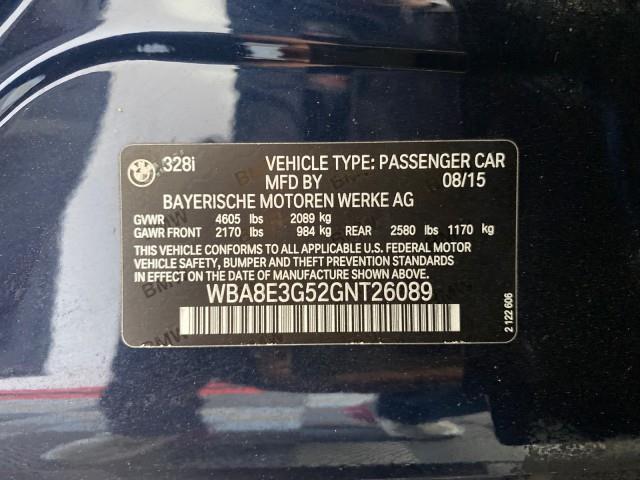 328i VEHICLE TYPE: PASSENGER CAR
MFD BY 08/15
BAYERISCHE MOTOREN WERKE AG
GVWR 4605 lbs 2089 kg
GAWR FRONT 2170 lbs 984 kg REAR 2580 lbs 1170 kg
THIS VEHICLE CONFORMS TO ALL APPLICABLE U.S. FEDERAL MOTOR
VEHICLE SAFETY, BUMPER AND THEFT PREVENTION STANDARDS
IN EFFECT ON THE DATE OF MANUFACTURE SHOWN ABOVE.
WBA8E3G52GNT26089
2 122 606